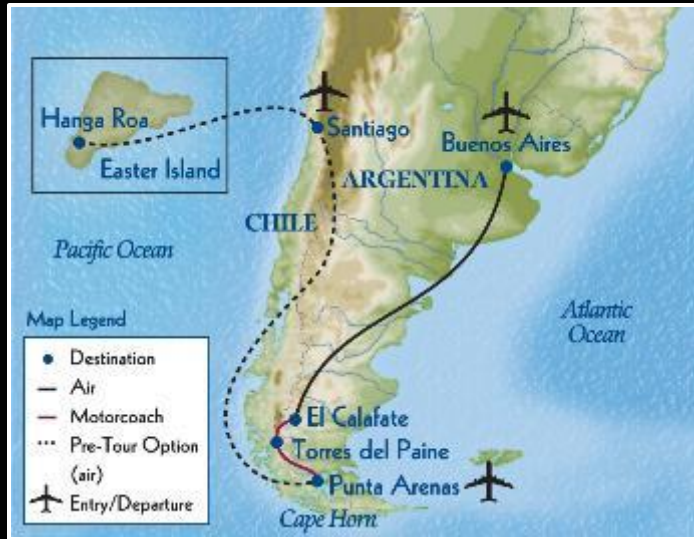 Hanga Roa
Easter Island
Santiago
Buenos Aires
ARGENTINA
CHILE
Pacific Ocean
Atlantic
Ocean
Map Legend
Destination
Air
Motorcoach
Pre-Tour Option
(air)
Entry/Departure
El Calafate
Torres del Paine
Punta Arenas
Cape Horn